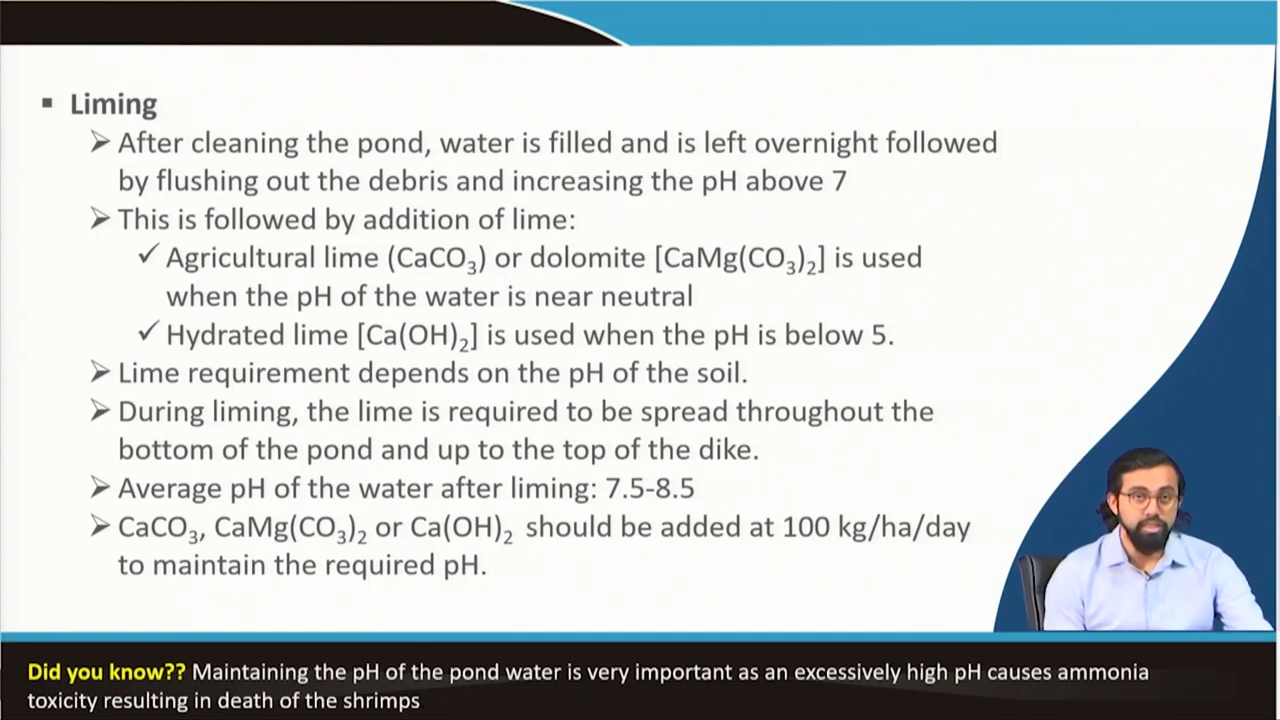 ▪ Liming
➢ After cleaning the pond, water is filled and is left overnight followed
by flushing out the debris and increasing the pH above 7
➢ This is followed by addition of lime:
✓ Agricultural lime (CaCO₃) or dolomite [CaMg(CO₃)₂] is used
when the pH of the water is near neutral
✓ Hydrated lime [Ca(OH)₂] is used when the pH is below 5.
➢ Lime requirement depends on the pH of the soil.
➢ During liming, the lime is required to be spread throughout the
bottom of the pond and up to the top of the dike.
➢ Average pH of the water after liming: 7.5-8.5
➢ CaCO₃, CaMg(CO₃)₂ or Ca(OH)₂ should be added at 100 kg/ha/day
to maintain the required pH.
Did you know?? Maintaining the pH of the pond water is very important as an excessively high pH causes ammonia
toxicity resulting in death of the shrimps